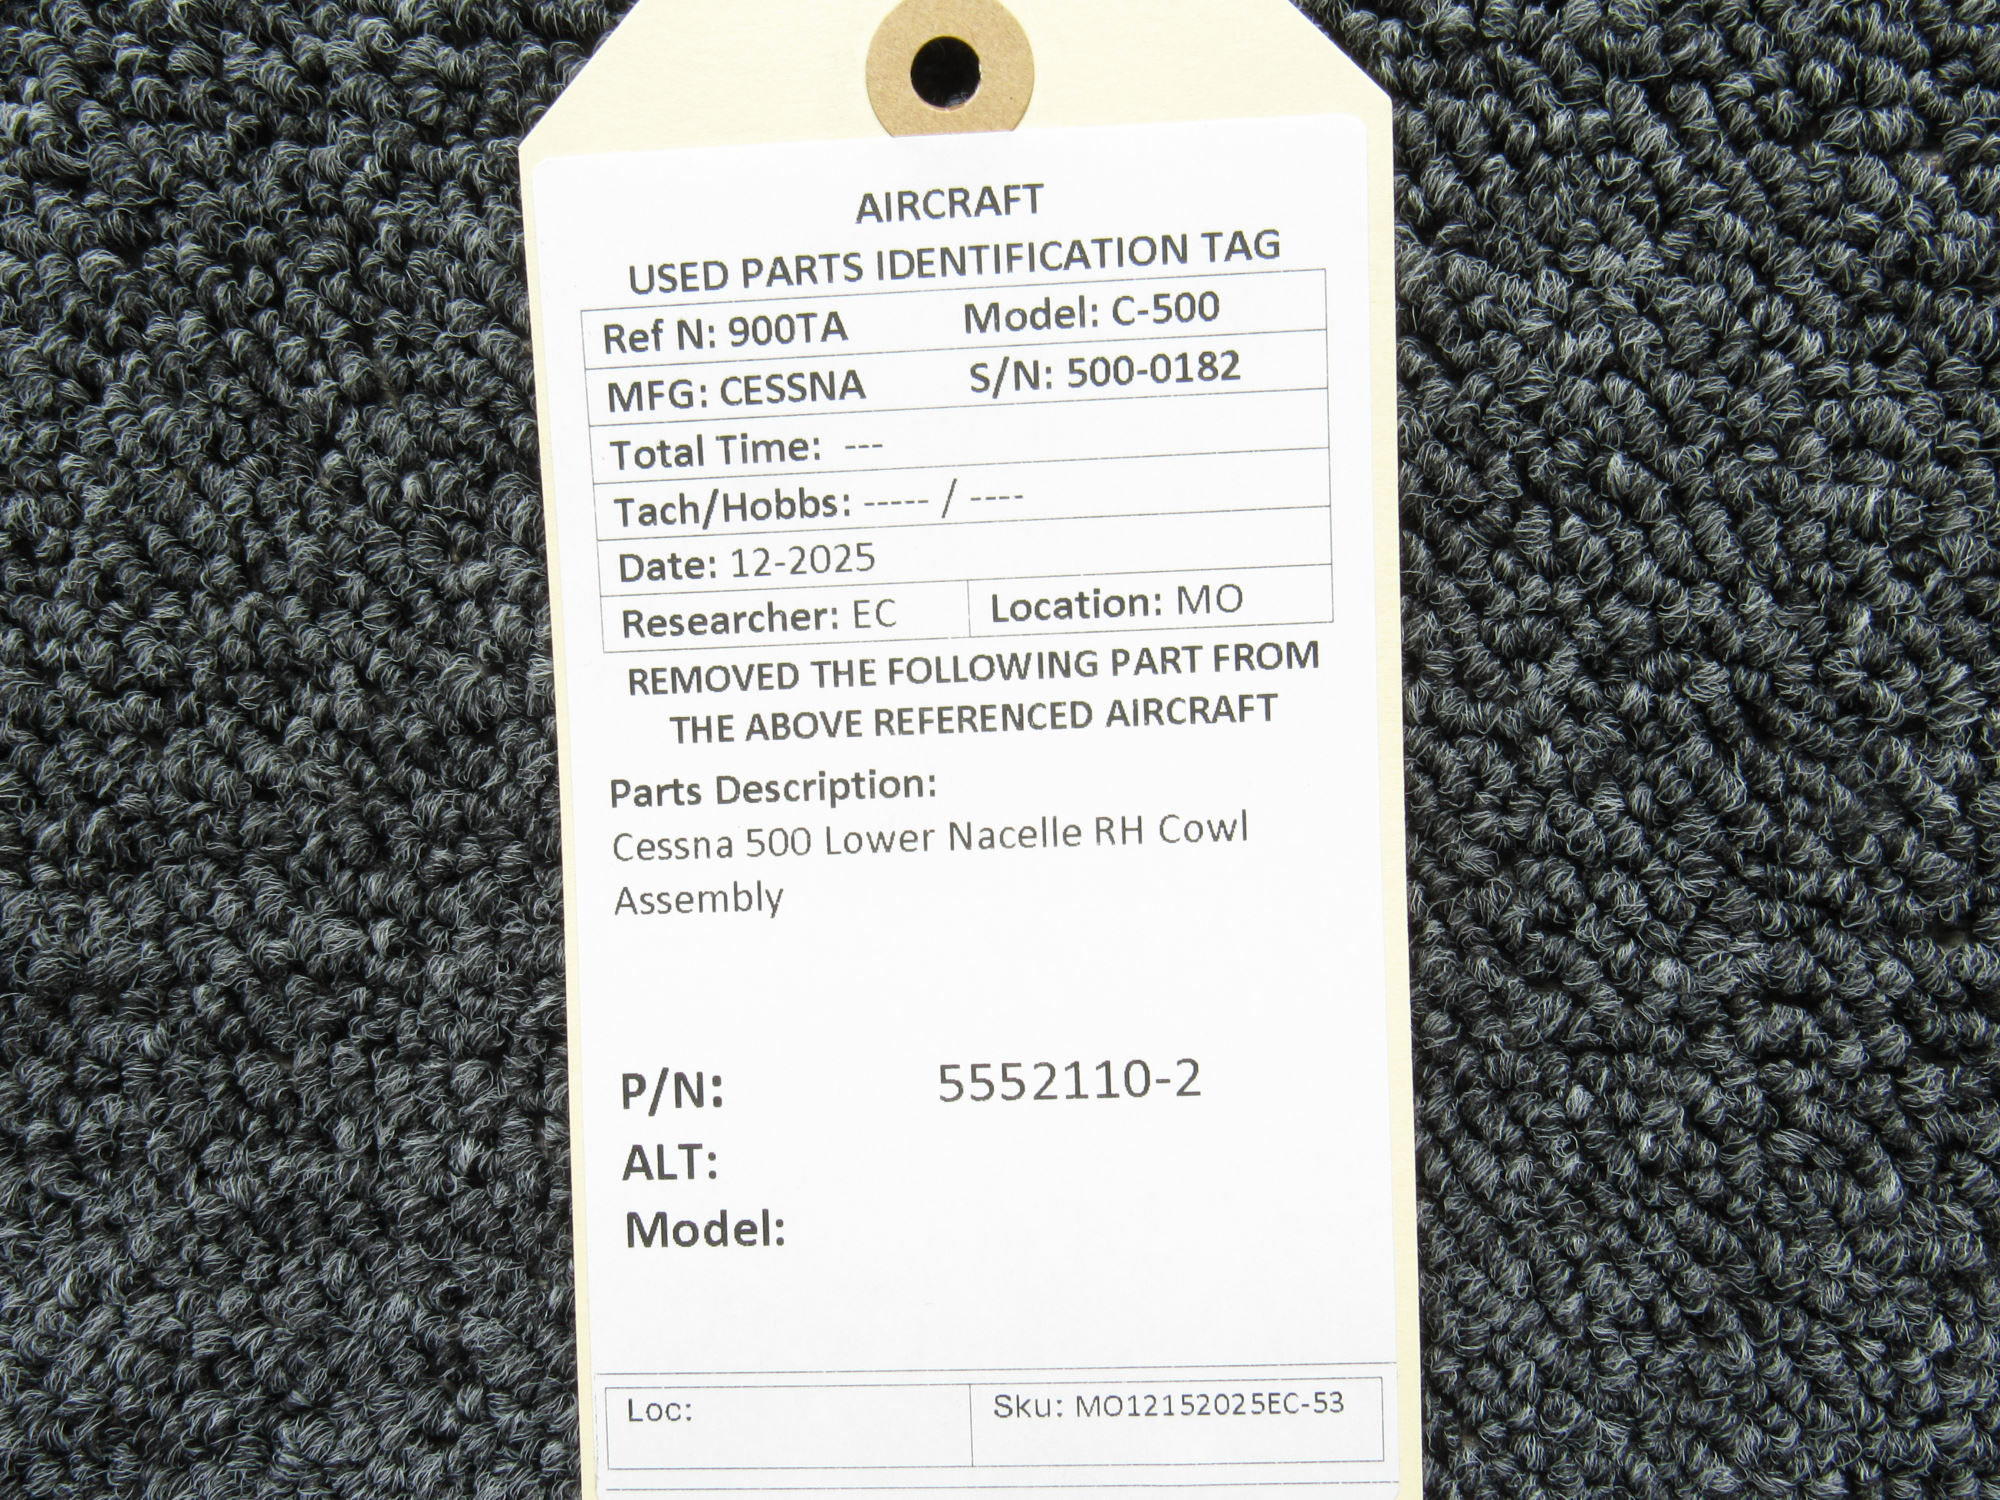 AIRCRAFT
USED PARTS IDENTIFICATION TAG
Ref N: 900TA Model: C-500
MFG: CESSNA S/N: 500-0182
Total Time: ---
Tach/Hobbs: ----- / ----
Date: 12-2025
Researcher: EC Location: MO
REMOVED THE FOLLOWING PART FROM
THE ABOVE REFERENCED AIRCRAFT
Parts Description:
Cessna 500 Lower Nacelle RH Cowl
Assembly
P/N: 5552110-2
ALT:
Model:
Loc: Sku: MO12152025EC-53